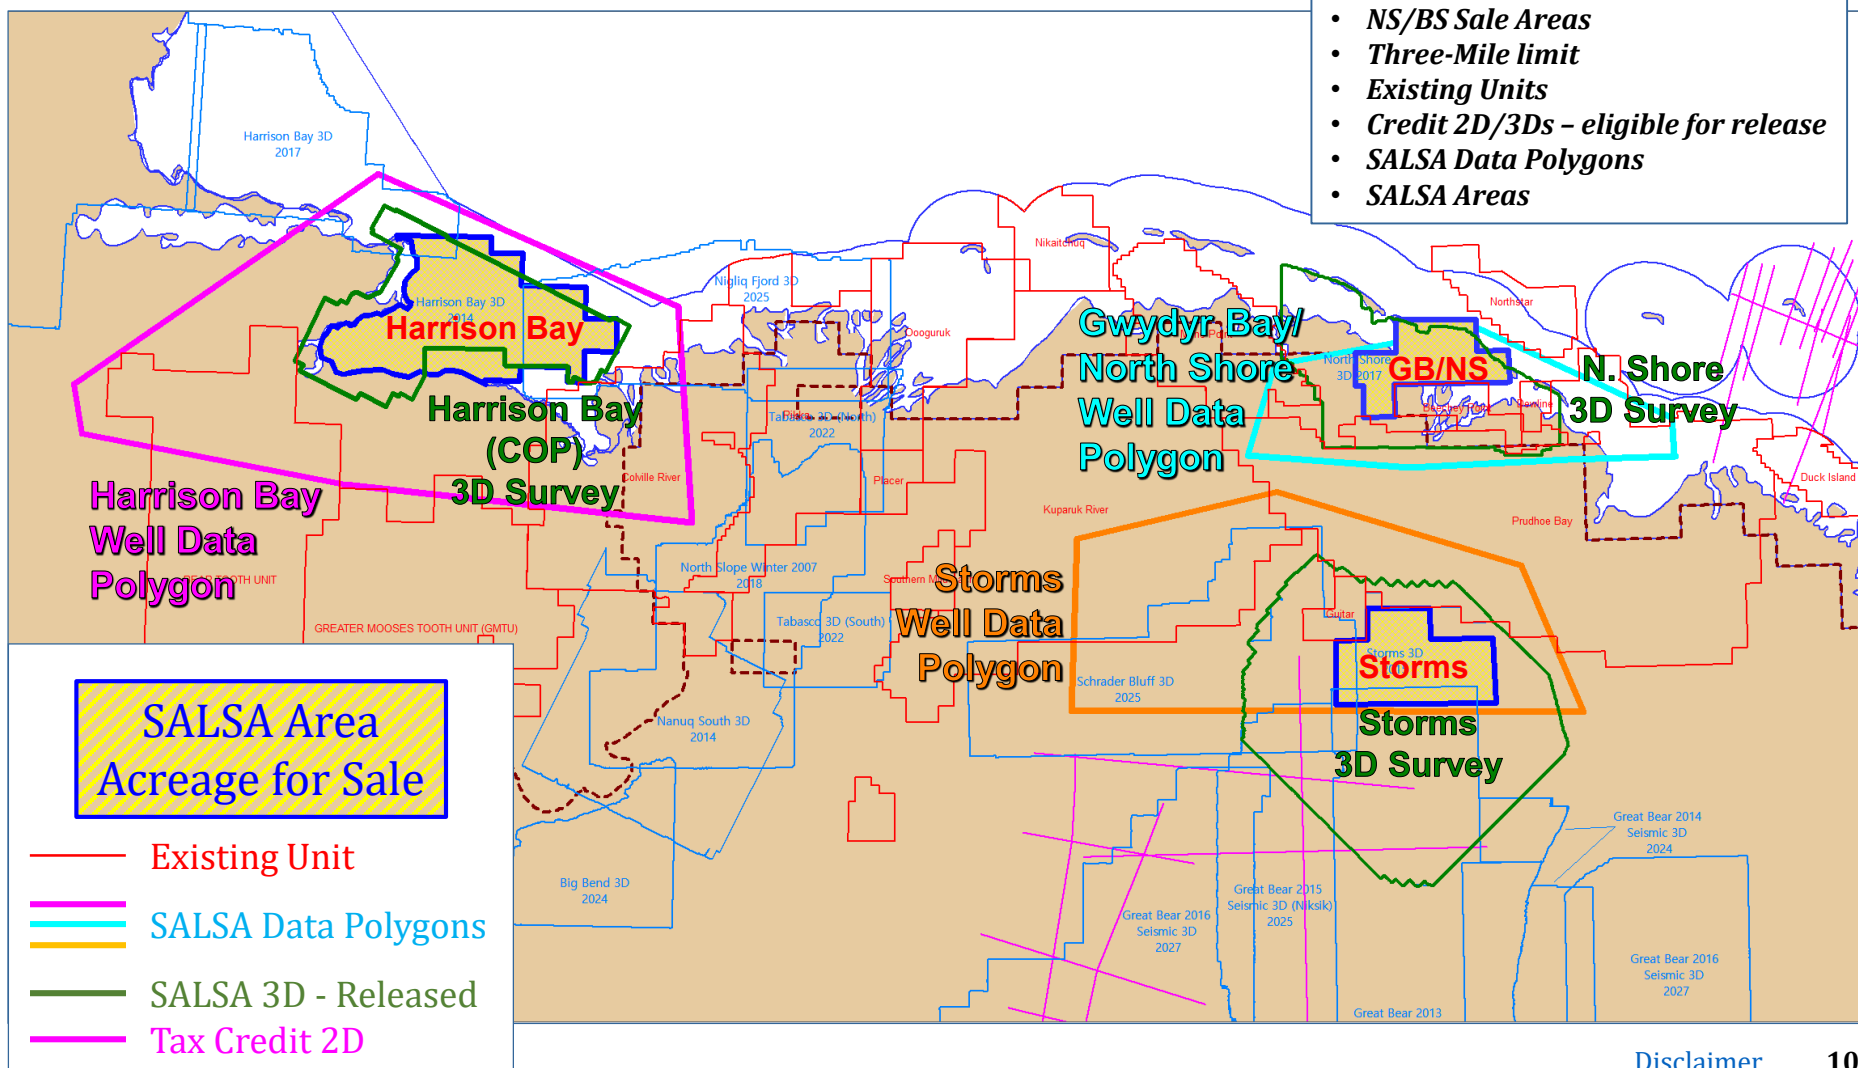 • NS/BS Sale Areas
• Three-Mile limit
• Existing Units
• Credit 2D/3Ds – eligible for release
• SALSA Data Polygons
• SALSA Areas
Harrison Bay 3D
2017
Nikaitchuq
Nigliq Fjord 3D
2025
Northstar
Harrison Bay 3D
2014
Harrison Bay
Oooguruk
Gwydyr Bay/
North Shore
Well Data
Polygon
North Shore
3D 2017
GB/NS
N. Shore
3D Survey
Dewline
Harrison Bay
(COP)
3D Survey
Tabasco 3D (North)
2022
Colville River
Placer
Duck Island
Harrison Bay
Well Data
Polygon
Kuparuk River
Prudhoe Bay
BEAR TOOTH UNIT
North Slope Winter 2007
2018
Storms
Well Data
Polygon
GREATER MOOSES TOOTH UNIT (GMTU)
Tabasco 3D (South)
2022
Guitar
Storms 3D
Storms
Schrader Bluff 3D
2025
Storms
3D Survey
Nanuq South 3D
2014
SALSA Area
Acreage for Sale
Existing Unit
SALSA Data Polygons
SALSA 3D - Released
Tax Credit 2D
Big Bend 3D
2024
Great Bear 2014
Seismic 3D
2024
Great Bear 2015
Seismic 3D (Niksik)
2025
Great Bear 2016
Seismic 3D
2027
Great Bear 2016
Seismic 3D
2027
Great Bear 2013
Disclaimer 10